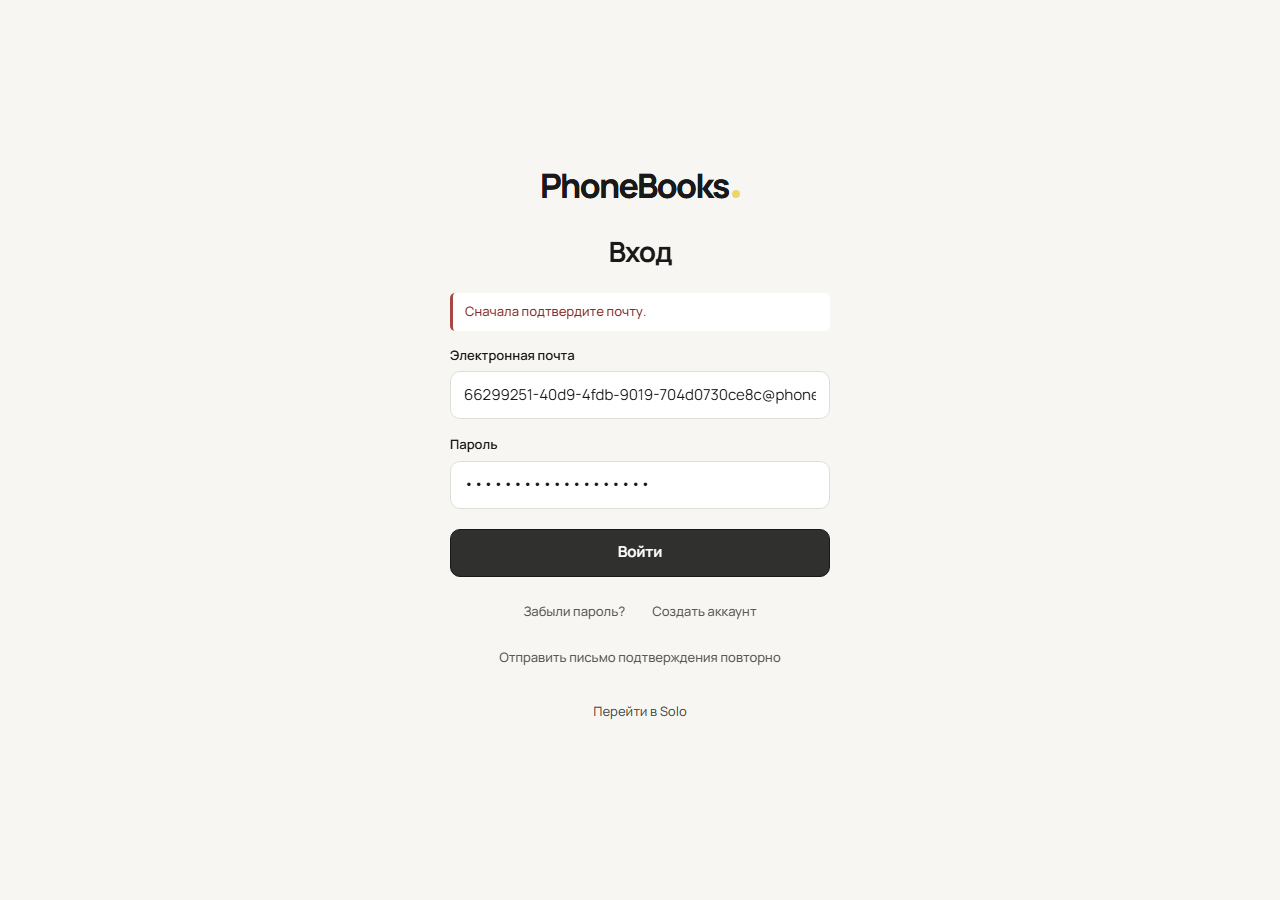 PhoneBooks.
Вход
Сначала подтвердите почту.
Электронная почта
66299251-40d9-4fdb-9019-704d0730ce8c@phone
Пароль
•••••••••••••••••••
Войти
Забыли пароль? Создать аккаунт
Отправить письмо подтверждения повторно
Перейти в Solo